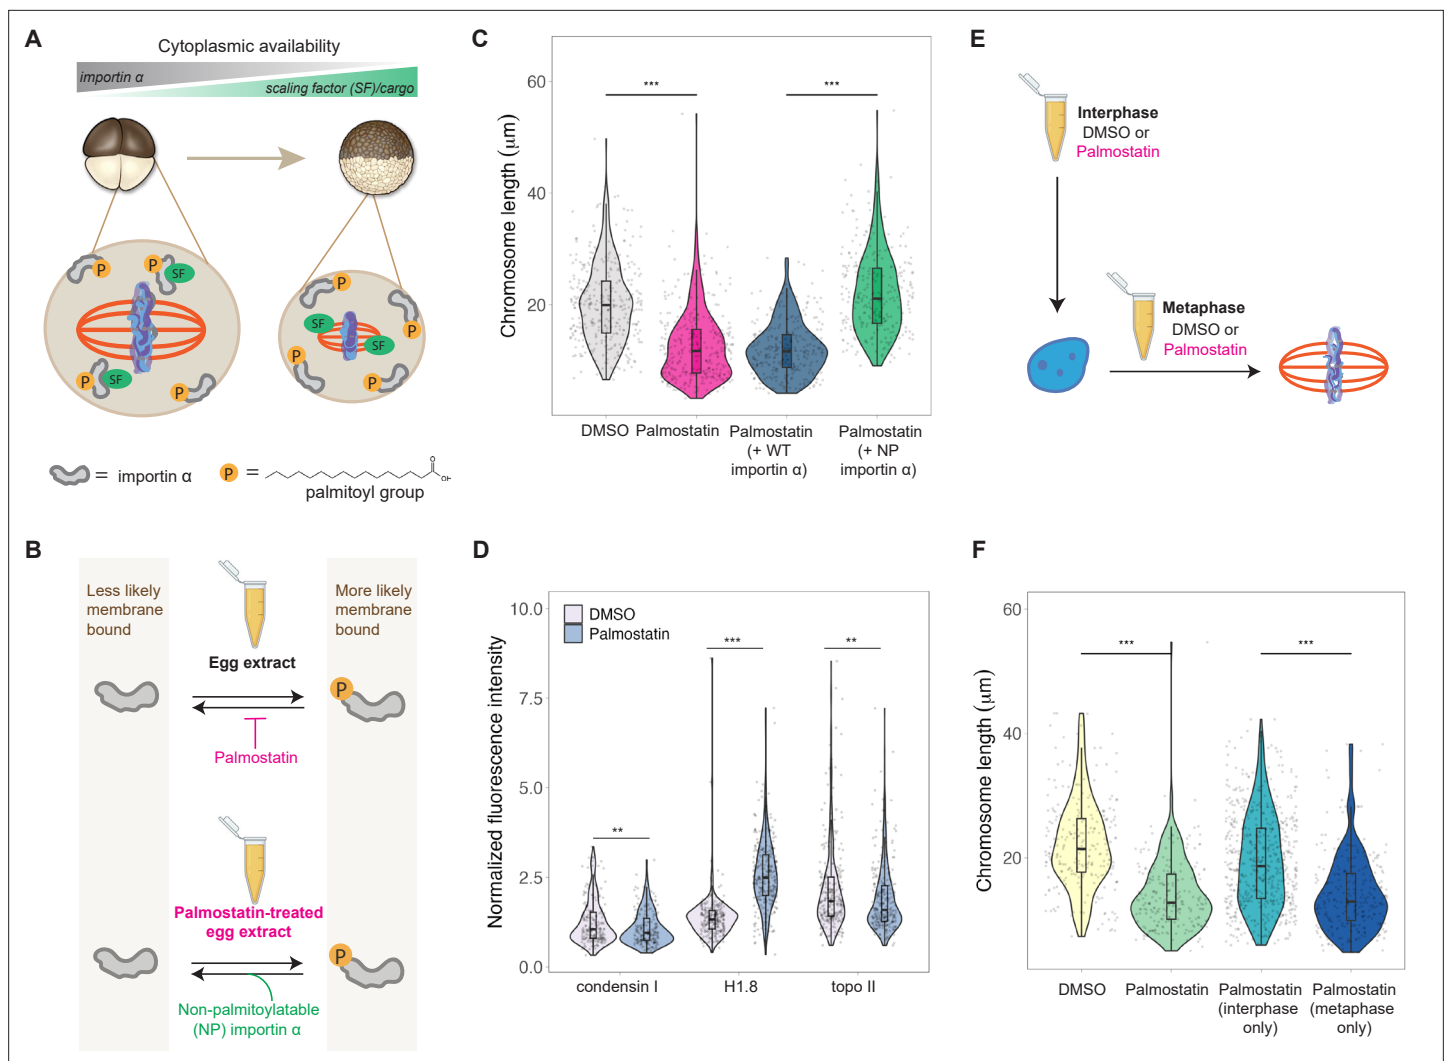 A
Cytoplasmic availability
importin α
scaling factor (SF)/cargo
P
P
SF
P
SF
P
P
SF
P
SF
P
P
= importin α
P =
O
OH
palmitoyl group
B
Less likely
membrane
bound
More likely
membrane
bound
Egg extract
P
Palmostatin
Palmostatin-treated
egg extract
P
Non-palmitoylatable
(NP) importin α
C
Chromosome length (μm)
60
40
20
***
***
DMSO
Palmostatin
Palmostatin
(+ WT
importin α)
Palmostatin
(+ NP
importin α)
D
Normalized fluorescence intensity
10.0
7.5
5.0
2.5
0.0
DMSO
Palmostatin
**
***
**
condensin I
H1.8
topo II
E
Interphase
DMSO or
Palmostatin
Metaphase
DMSO or
Palmostatin
F
Chromosome length (μm)
60
40
20
***
***
DMSO
Palmostatin
Palmostatin
(interphase
only)
Palmostatin
(metaphase
only)